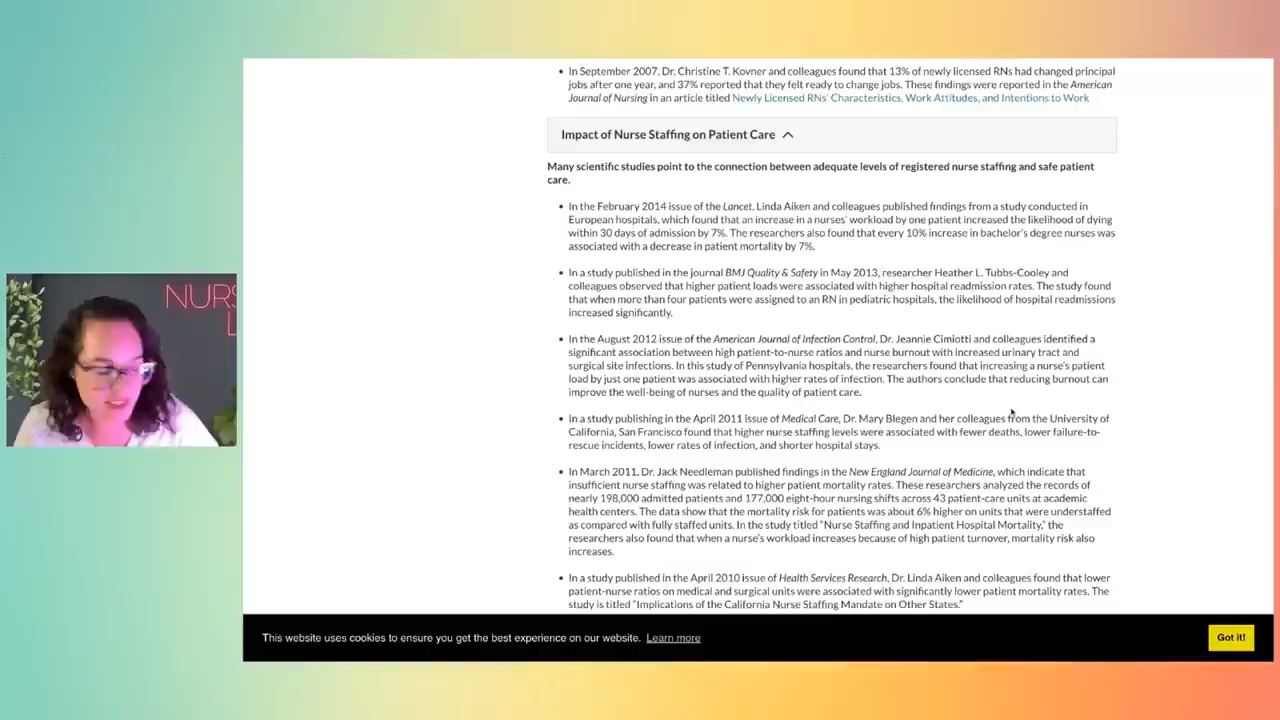 In September 2007, Dr. Christine T. Kovner and colleagues found that 13% of newly licensed RNs had changed principal
jobs after one year, and 37% reported that they felt ready to change jobs. These findings were reported in the American
Journal of Nursing in an article titled Newly Licensed RNs' Characteristics, Work Attitudes, and Intentions to Work
Impact of Nurse Staffing on Patient Care
Many scientific studies point to the connection between adequate levels of registered nurse staffing and safe patient
care.
In the February 2014 issue of the Lancet, Linda Aiken and colleagues published findings from a study conducted in
European hospitals, which found that an increase in a nurses' workload by one patient increased the likelihood of dying
within 30 days of admission by 7%. The researchers also found that every 10% increase in bachelor's degree nurses was
associated with a decrease in patient mortality by 7%.
In a study published in the journal BMJ Quality & Safety in May 2013, researcher Heather L. Tubbs-Cooley and
colleagues observed that higher patient loads were associated with higher hospital readmission rates. The study found
that when more than four patients were assigned to an RN in pediatric hospitals, the likelihood of hospital readmissions
increased significantly.
In the August 2012 issue of the American Journal of Infection Control, Dr. Jeannie Cimiotti and colleagues identified a
significant association between high patient-to-nurse ratios and nurse burnout with increased urinary tract and
surgical site infections. In this study of Pennsylvania hospitals, the researchers found that increasing a nurse's patient
load by just one patient was associated with higher rates of infection. The authors conclude that reducing burnout can
improve the well-being of nurses and the quality of patient care.
In a study publishing in the April 2011 issue of Medical Care, Dr. Mary Blegen and her colleagues from the University of
California, San Francisco found that higher nurse staffing levels were associated with fewer deaths, lower failure-to-
rescue incidents, lower rates of infection, and shorter hospital stays.
In March 2011, Dr. Jack Needleman published findings in the New England Journal of Medicine, which indicate that
insufficient nurse staffing was related to higher patient mortality rates. These researchers analyzed the records of
nearly 198,000 admitted patients and 177,000 eight-hour nursing shifts across 43 patient-care units at academic
health centers. The data show that the mortality risk for patients was about 6% higher on units that were understaffed
as compared with fully staffed units. In the study titled "Nurse Staffing and Inpatient Hospital Mortality," the
researchers also found that when a nurse's workload increases because of high patient turnover, mortality risk also
increases.
In a study published in the April 2010 issue of Health Services Research, Dr. Linda Aiken and colleagues found that lower
patient-nurse ratios on medical and surgical units were associated with significantly lower patient mortality rates. The
study is titled "Implications of the California Nurse Staffing Mandate on Other States."
This website uses cookies to ensure you get the best experience on our website. Learn more
Got it!
NURS
L